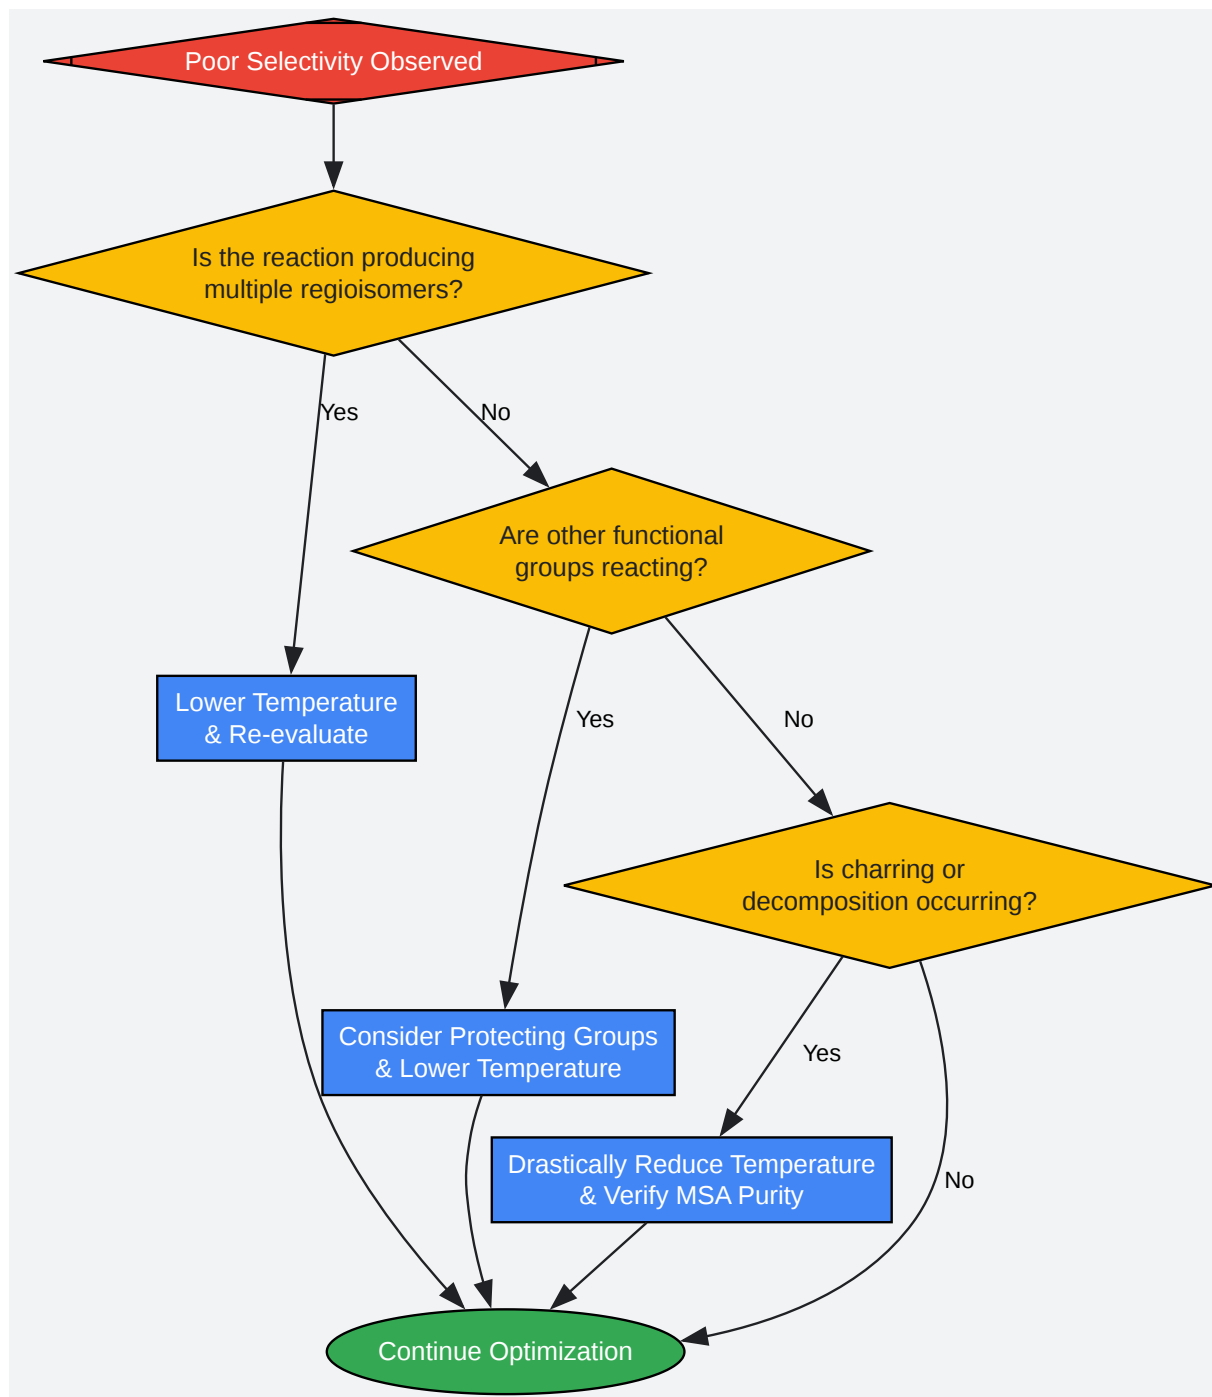 Poor Selectivity Observed
Is the reaction producing
multiple regioisomers?
Yes
No
Are other functional
groups reacting?
Lower Temperature
& Re-evaluate
Yes
No
Is charring or
decomposition occurring?
Consider Protecting Groups
& Lower Temperature
Yes
Drastically Reduce Temperature
& Verify MSA Purity
No
Continue Optimization